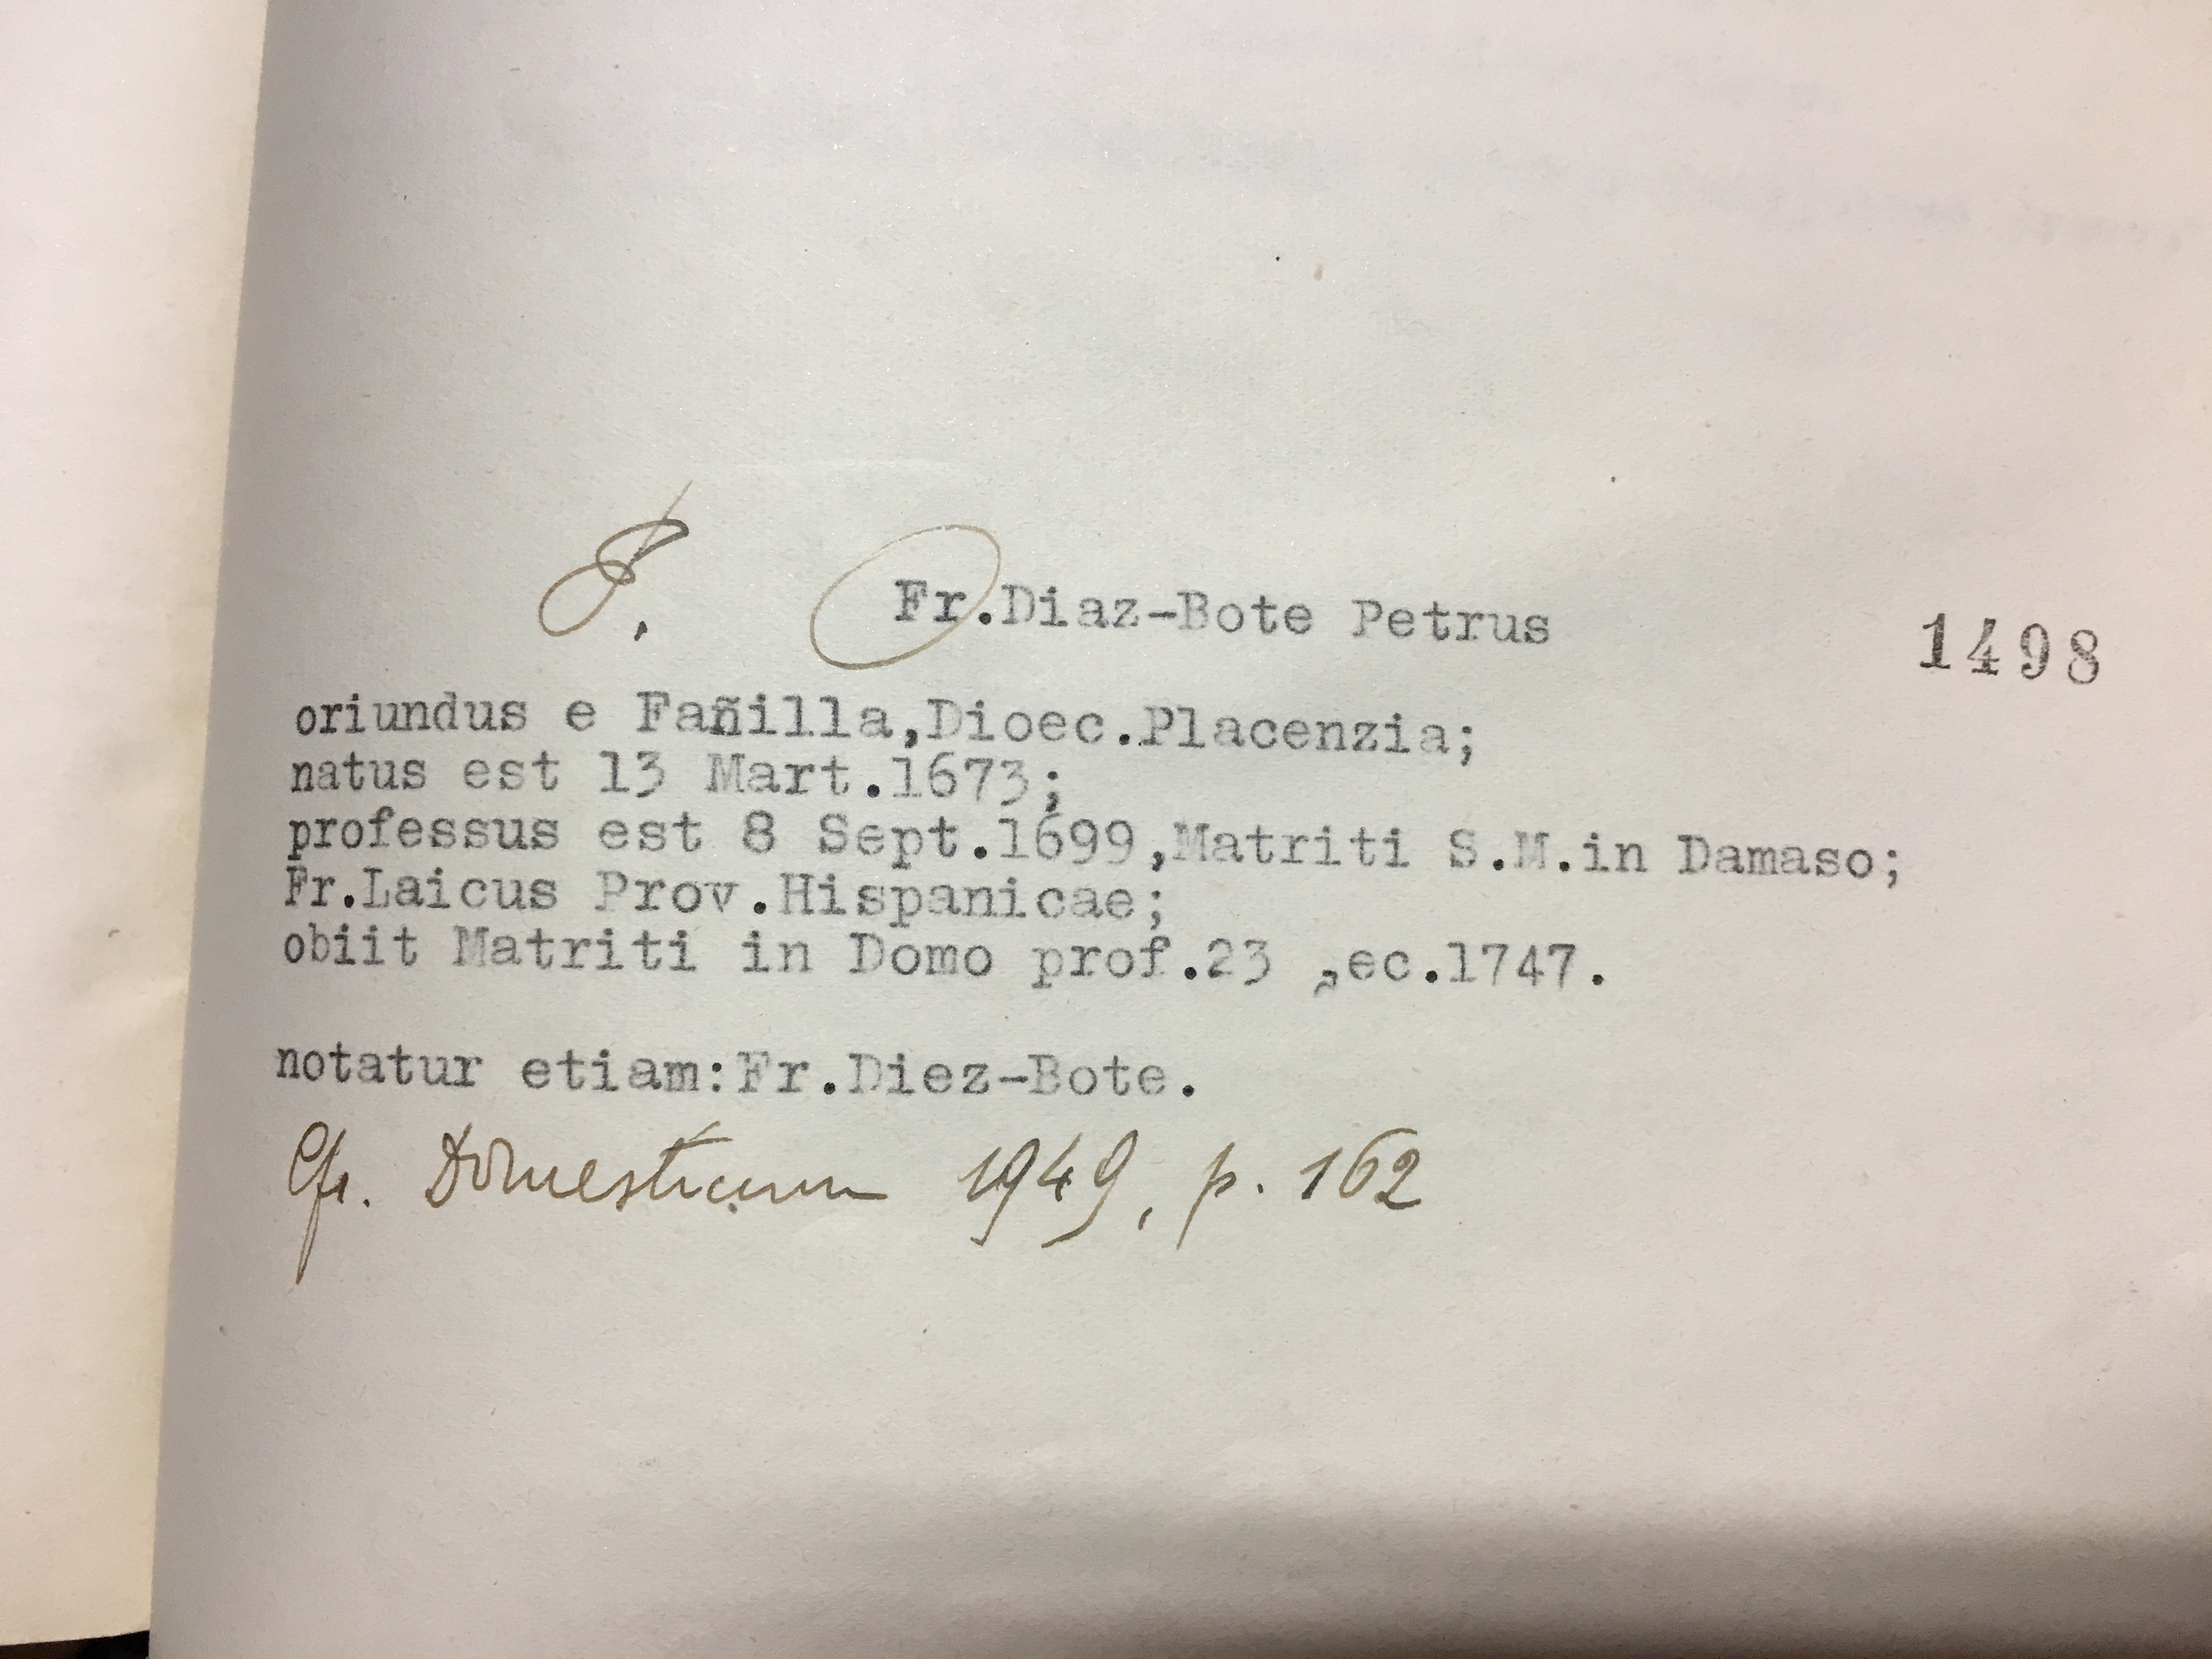 Fr.Diaz-Bote Petrus
1498
oriundus e Fañilla,Dioec.Placenzia;
natus est 13 Mart.1673;
professus est 8 Sept.1699,Matriti S.M.in Damaso;
Fr.Laicus Prov.Hispanicae;
obiit Matriti in Domo prof.23 ec.1747.
notatur etiam:Fr.Diez-Bote.
Cfr. Domesticum 1949, p. 162